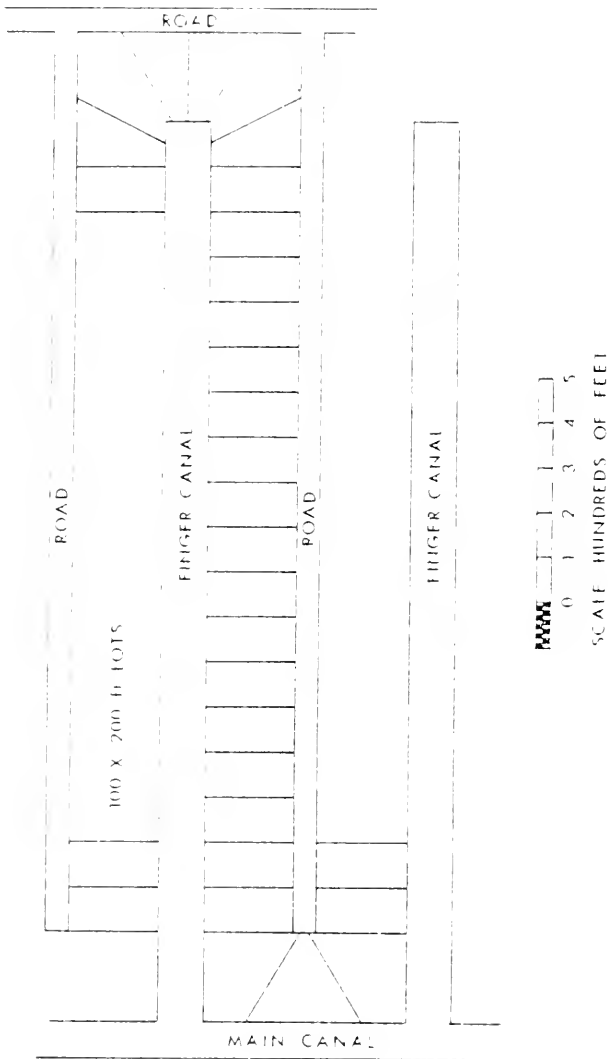 ROAD
ROAD
FINGER CANAL
ROAD
FINGER CANAL
100 X 200 Ft LOTS
MAIN CANAL
0 1 2 3 4 5
SCALE HUNDREDS OF FEET